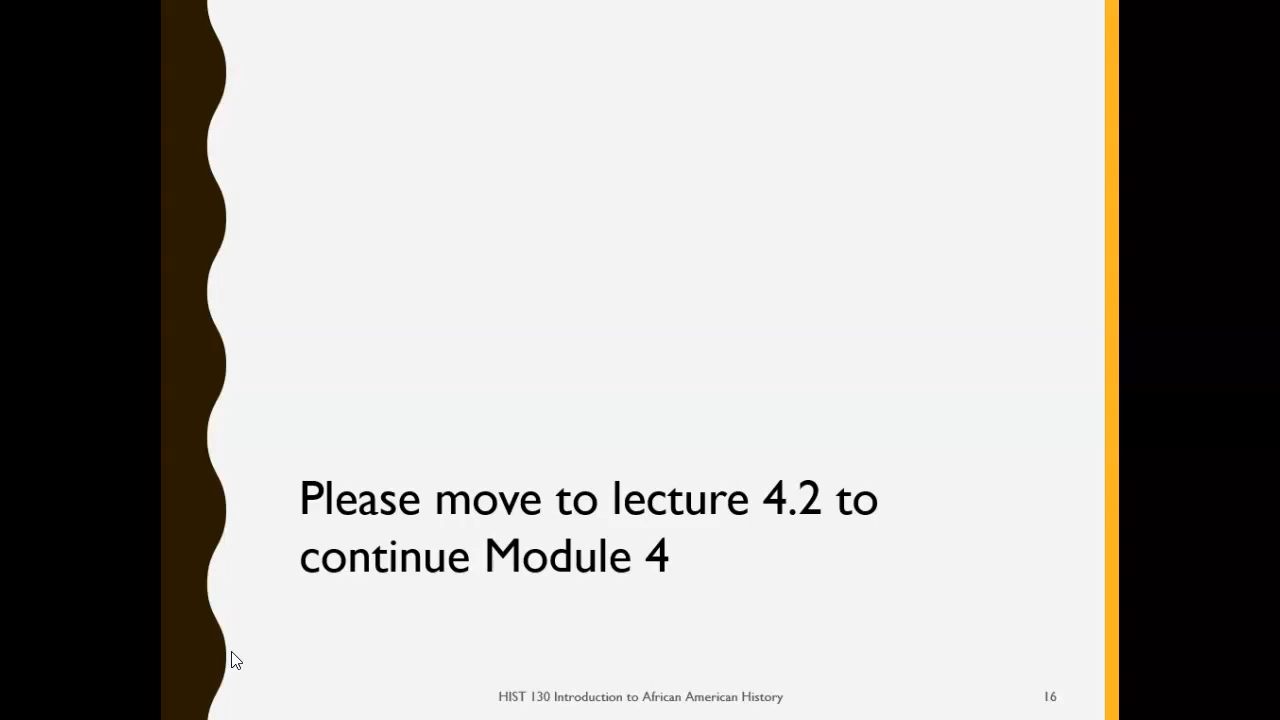 Please move to lecture 4.2 to
continue Module 4
HIST 130 Introduction to African American History
16